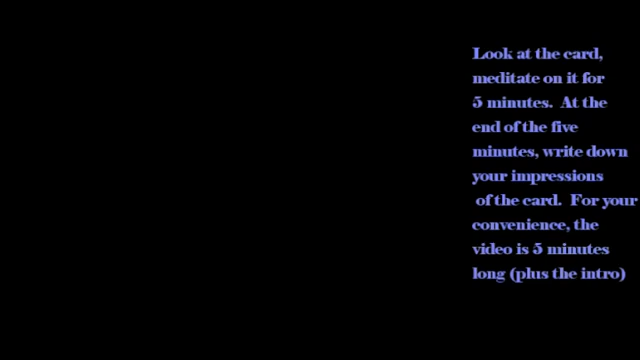 Look at the card,
meditate on it for
5 minutes.  At the
end of the five
minutes, write down
your impressions
of the card.  For your
convenience, the
video is 5 minutes
long (plus the intro)